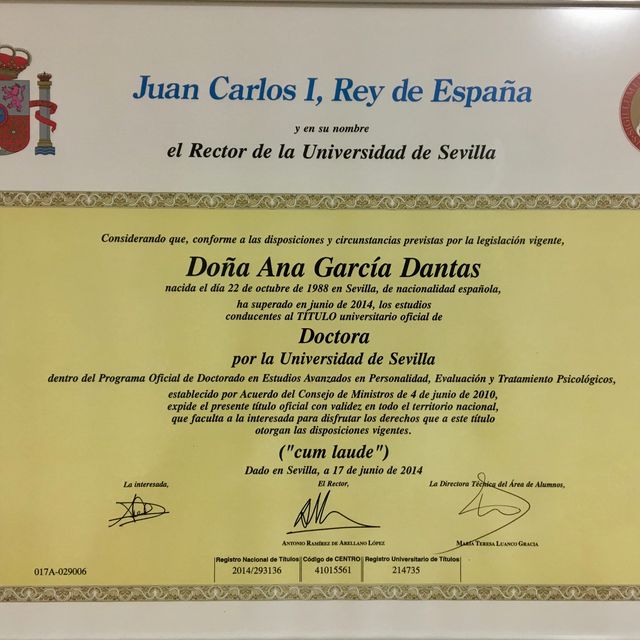 Juan Carlos I, Rey de España
y en su nombre
el Rector de la Universidad de Sevilla
Considerando que, conforme a las disposiciones y circunstancias previstas por la legislación vigente,
Doña Ana García Dantas
nacida el día 22 de octubre de 1988 en Sevilla, de nacionalidad española,
ha superado en junio de 2014, los estudios
conducentes al TÍTULO universitario oficial de
Doctora
por la Universidad de Sevilla
dentro del Programa Oficial de Doctorado en Estudios Avanzados en Personalidad, Evaluación y Tratamiento Psicológicos,
establecido por Acuerdo del Consejo de Ministros de 4 de junio de 2010,
expide el presente título oficial con validez en todo el territorio nacional,
que faculta a la interesada para disfrutar los derechos que a este título
otorgan las disposiciones vigentes.
("cum laude")
Dado en Sevilla, a 17 de junio de 2014
La interesada, El Rector, La Directora Técnica del Área de Alumnos,
ANTONIO RAMÍREZ DE ARELLANO LÓPEZ MARÍA TERESA LUANCO GRACIA
Registro Nacional de Títulos Código de CENTRO Registro Universitario de Títulos
017A-029006 2014/293136 41015561 214735